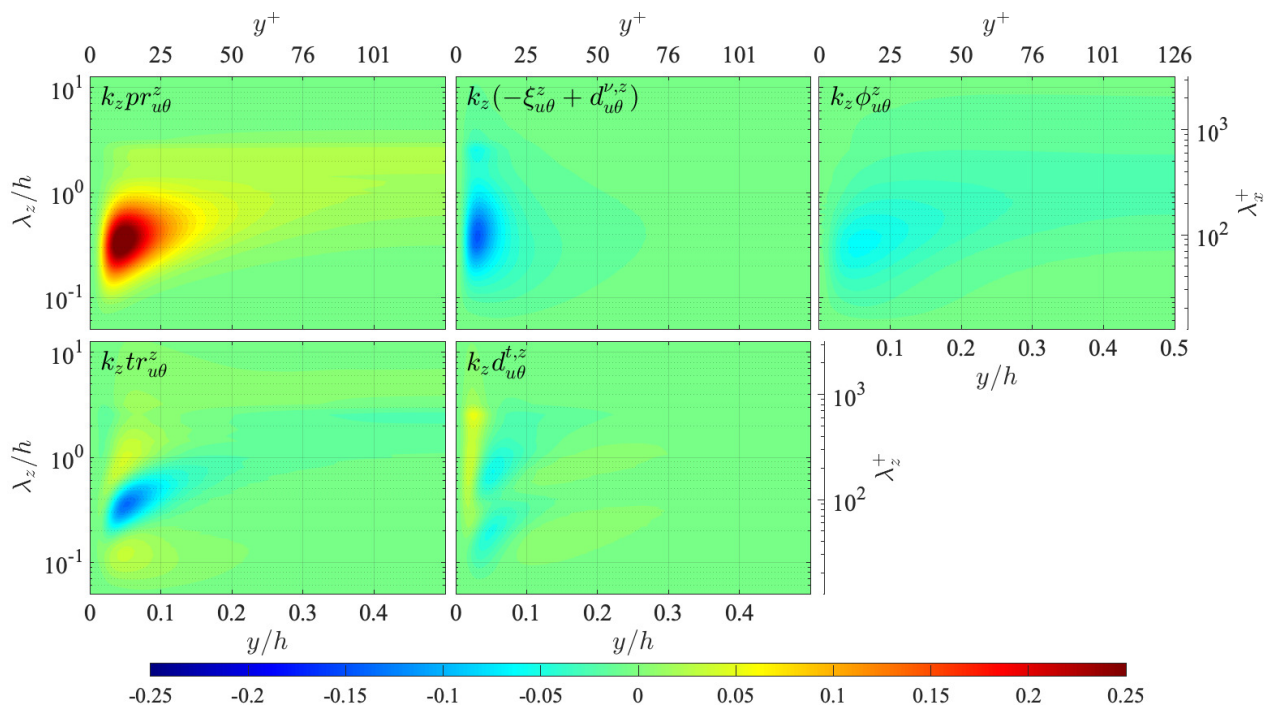 y⁺ y⁺ y⁺
0 25 50 76 101 0 25 50 76 101 0 25 50 76 101 126
k_z pr^z_{uθ} k_z(−ξ^z_{uθ} + d^{ν,z}_{uθ}) k_z ϕ^z_{uθ}
10¹ 10³
λ_z/h 10⁰ λ⁺_x
10⁻¹ 10²
k_z tr^z_{uθ} k_z d^{t,z}_{uθ} 0.1 0.2 0.3 0.4 0.5
y/h
10¹ 10³
λ_z/h 10⁰ λ⁺_z
10⁻¹ 10²
0 0.1 0.2 0.3 0.4 0 0.1 0.2 0.3 0.4
y/h y/h
-0.25 -0.2 -0.15 -0.1 -0.05 0 0.05 0.1 0.15 0.2 0.25